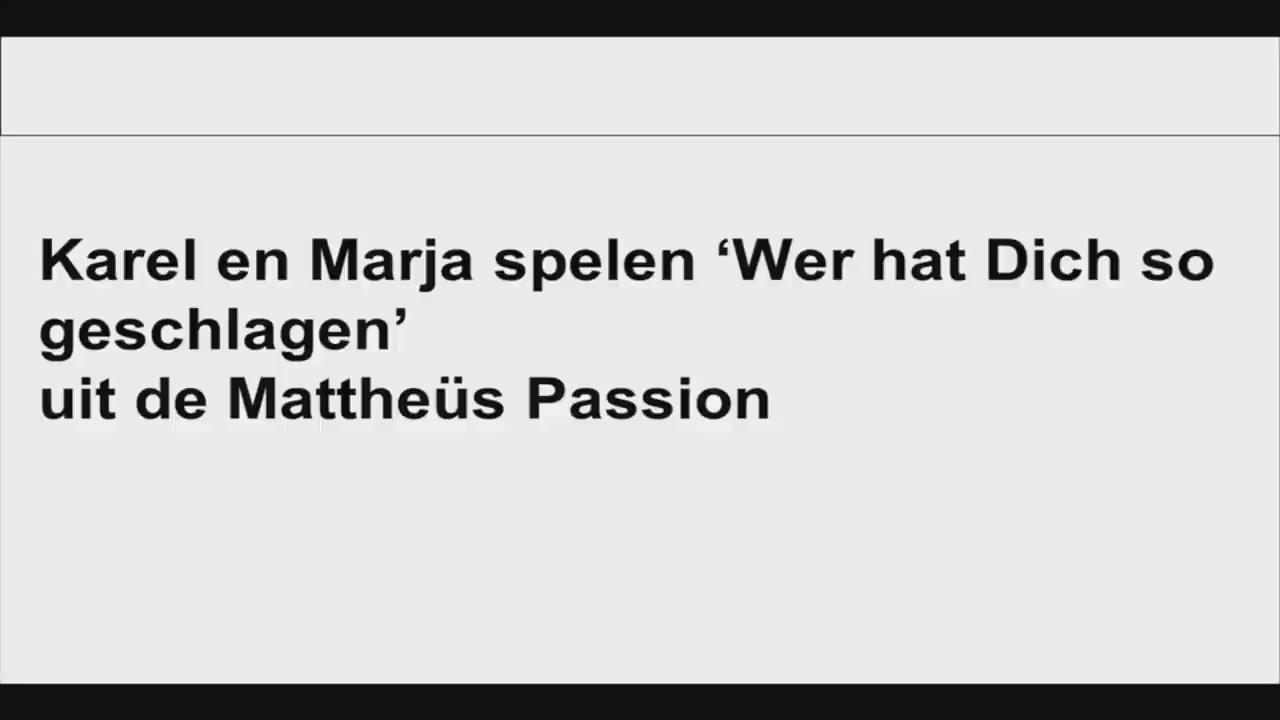 Karel en Marja spelen ‘Wer hat Dich so
geschlagen’
uit de Mattheüs Passion